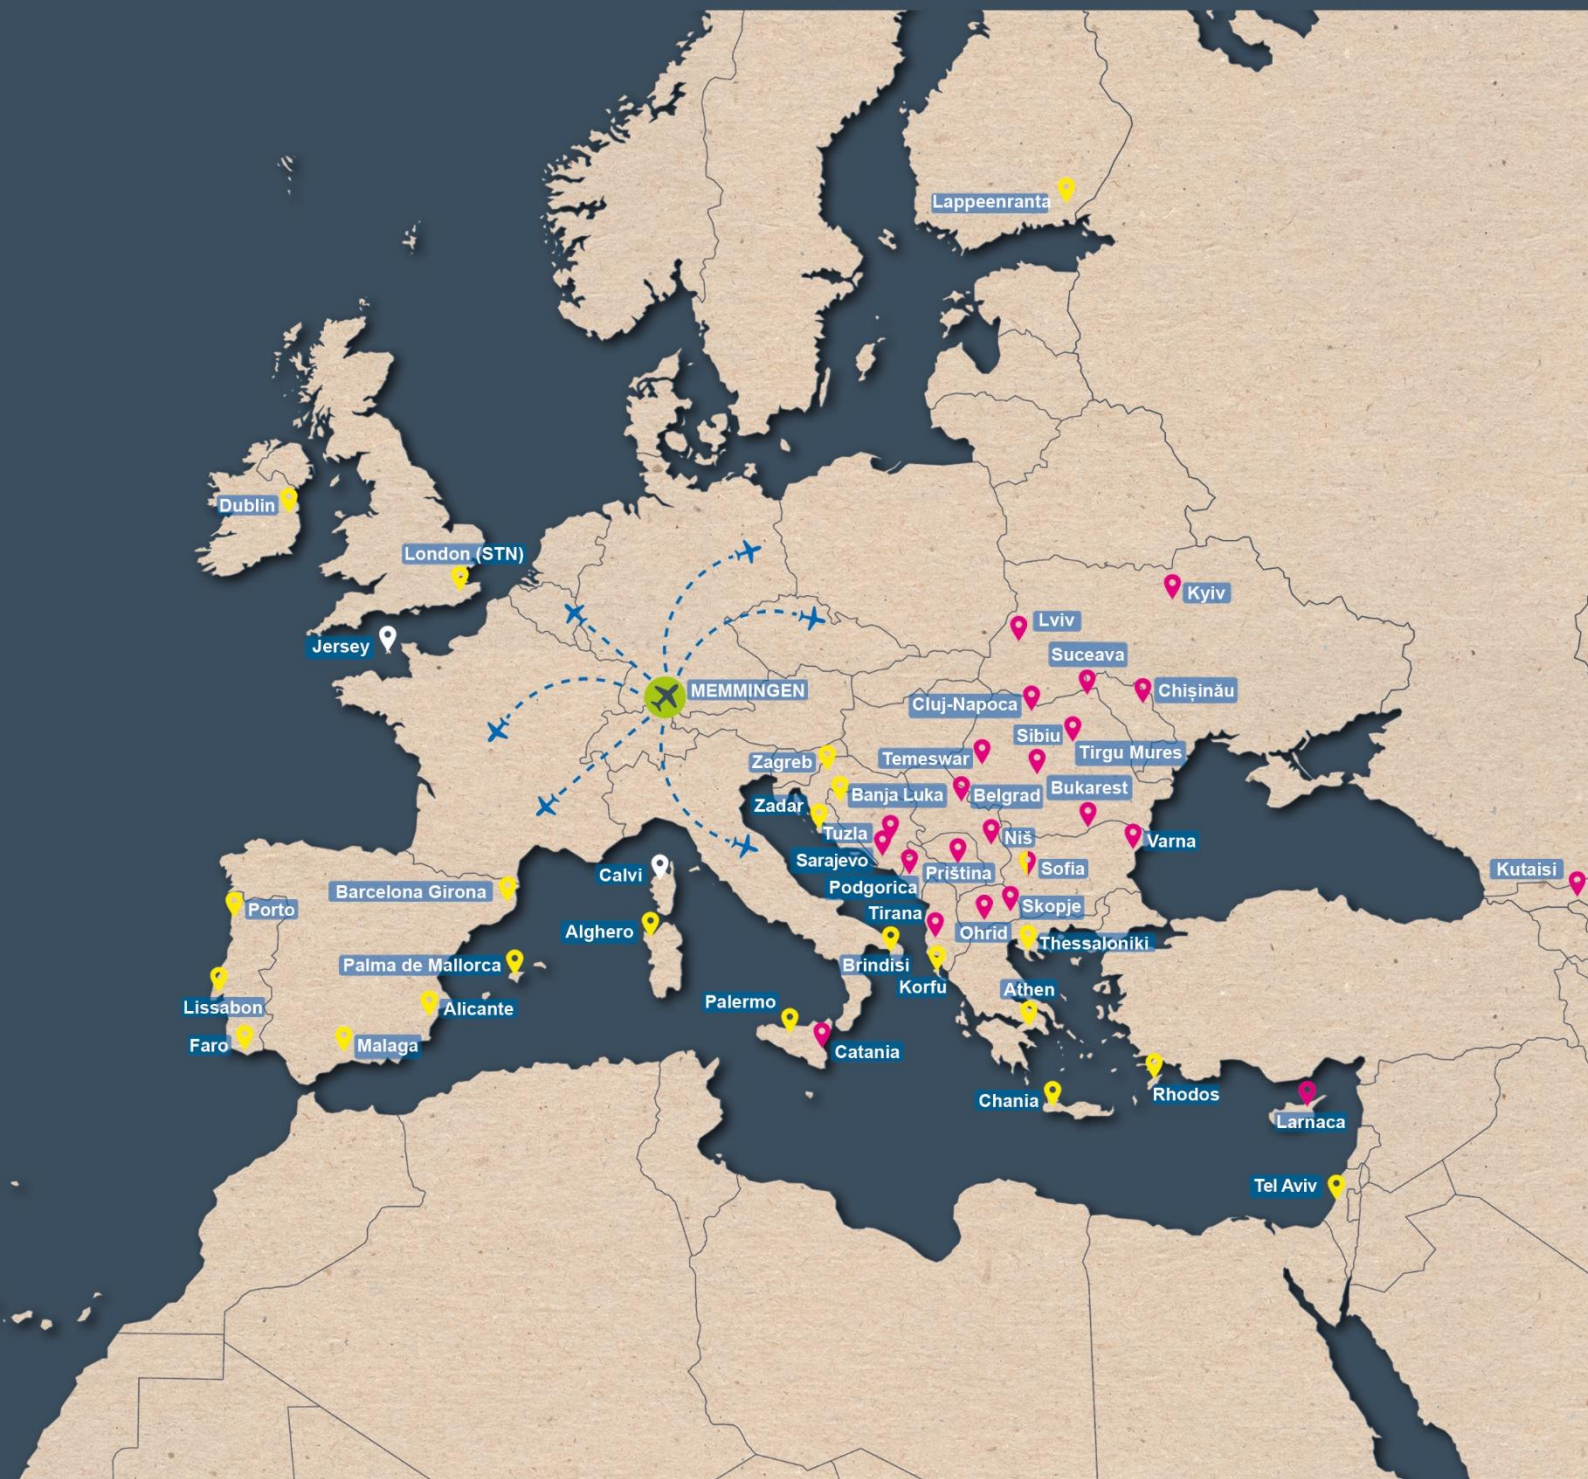 Lappeenranta
Dublin
London (STN)
Kyiv
Lviv
Jersey
Suceava
MEMMINGEN
Chișinău
Cluj-Napoca
Sibiu
Tirgu Mures
Temeswar
Zagreb
Bukarest
Banja Luka
Belgrad
Zadar
Tuzla
Niš
Varna
Sarajevo
Sofia
Kutaisi
Calvi
Priština
Podgorica
Barcelona Girona
Skopje
Porto
Tirana
Alghero
Ohrid
Thessaloniki
Palma de Mallorca
Brindisi
Korfu
Athen
Palermo
Lissabon
Alicante
Faro
Malaga
Catania
Rhodos
Chania
Larnaca
Tel Aviv